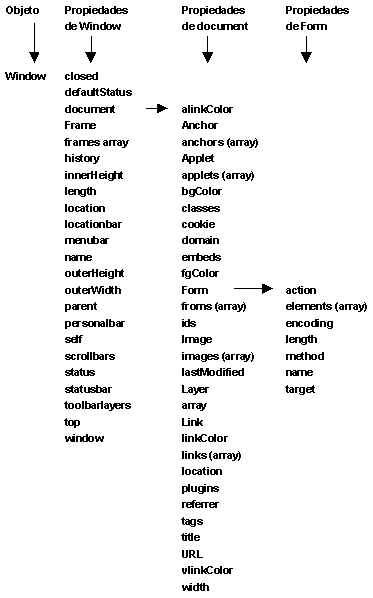 Objeto
Propiedades
de Window
Propiedades
de document
Propiedades
de Form
Window
closed
defaultStatus
document
Frame
frames array
history
innerHeight
length
location
locationbar
menubar
name
outerHeight
outerWidth
parent
personalbar
self
scrollbars
status
statusbar
toolbarlayers
top
window
alinkColor
Anchor
anchors (array)
Applet
applets (array)
bgColor
classes
cookie
domain
embeds
fgColor
Form
froms (array)
ids
Image
images (array)
lastModified
Layer
array
Link
linkColor
links (array)
location
plugins
referrer
tags
title
URL
vlinkColor
width
action
elements (array)
encoding
length
method
name
target